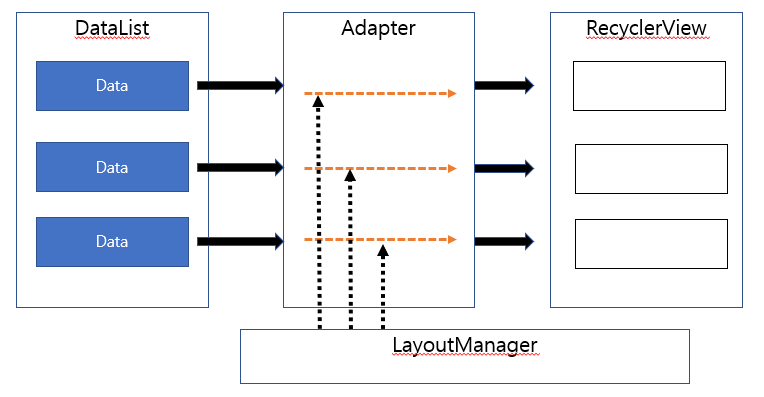 DataList
Adapter
RecyclerView
Data
Data
Data
LayoutManager